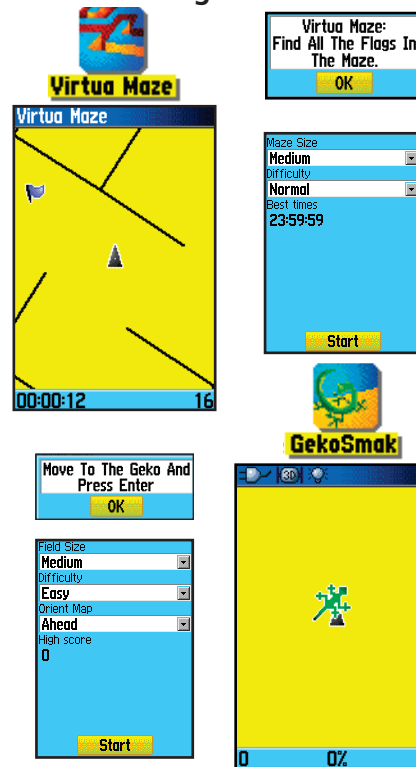 Virtua Maze
Virtua Maze
00:00:12 16
Virtua Maze:
Find All The Flags In
The Maze.
OK
Maze Size
Medium
Difficulty
Normal
Best times
23:59:59
Start
Move To The Geko And
Press Enter
OK
Field Size
Medium
Difficulty
Easy
Orient Map
Ahead
High score
0
Start
GekoSmak
3D
0 0%